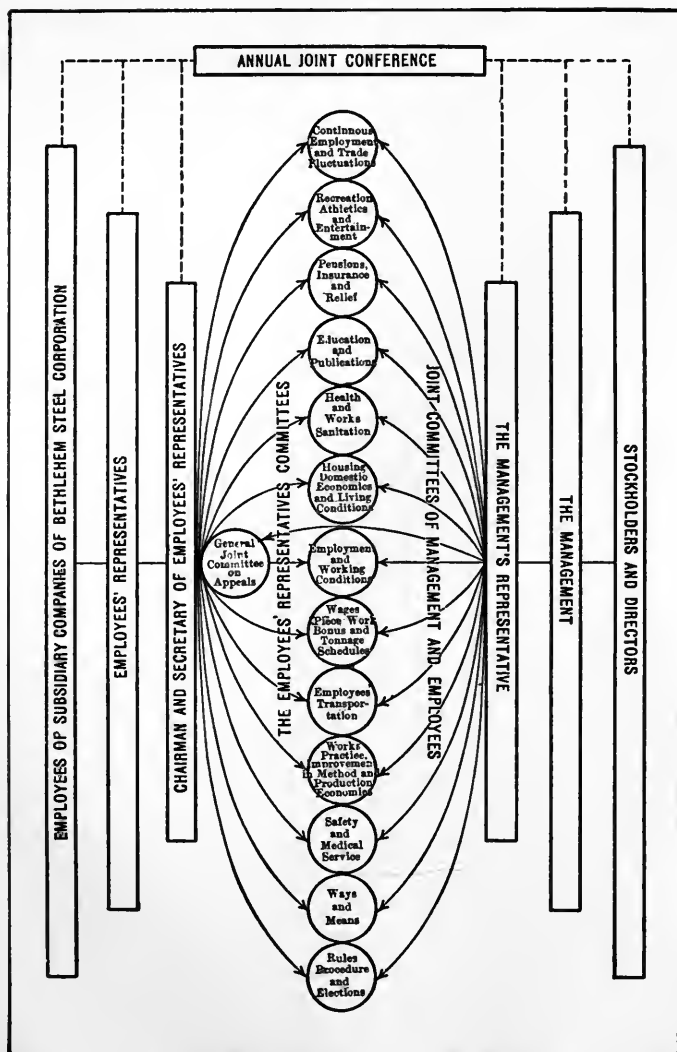 ANNUAL JOINT CONFERENCE
EMPLOYEES OF SUBSIDIARY COMPANIES OF BETHLEHEM STEEL CORPORATION
EMPLOYEES' REPRESENTATIVES
CHAIRMAN AND SECRETARY OF EMPLOYEES' REPRESENTATIVES
General
Joint
Committee
on
Appeals
THE EMPLOYEES' REPRESENTATIVES COMMITTEES
Continuous
Employment
and Trade
Fluctuations
Recreation
Athletics
and
Entertain-
ment
Pensions,
Insurance
and
Relief
Education
and
Publications
Health
and
Works
Sanitation
Housing
Domestic
Economics
and Living
Conditions
Employment
and
Working
Conditions
Wages
Piece Work
Bonus and
Tonnage
Schedules
Employees'
Transpor-
tation
Works
Practice,
Improvement
in Method and
Production
Economics
Safety
and
Medical
Service
Ways
and
Means
Rules
Procedure
and
Elections
JOINT-COMMITTEES OF MANAGEMENT AND EMPLOYEES
THE MANAGEMENT'S REPRESENTATIVE
THE MANAGEMENT
STOCKHOLDERS AND DIRECTORS